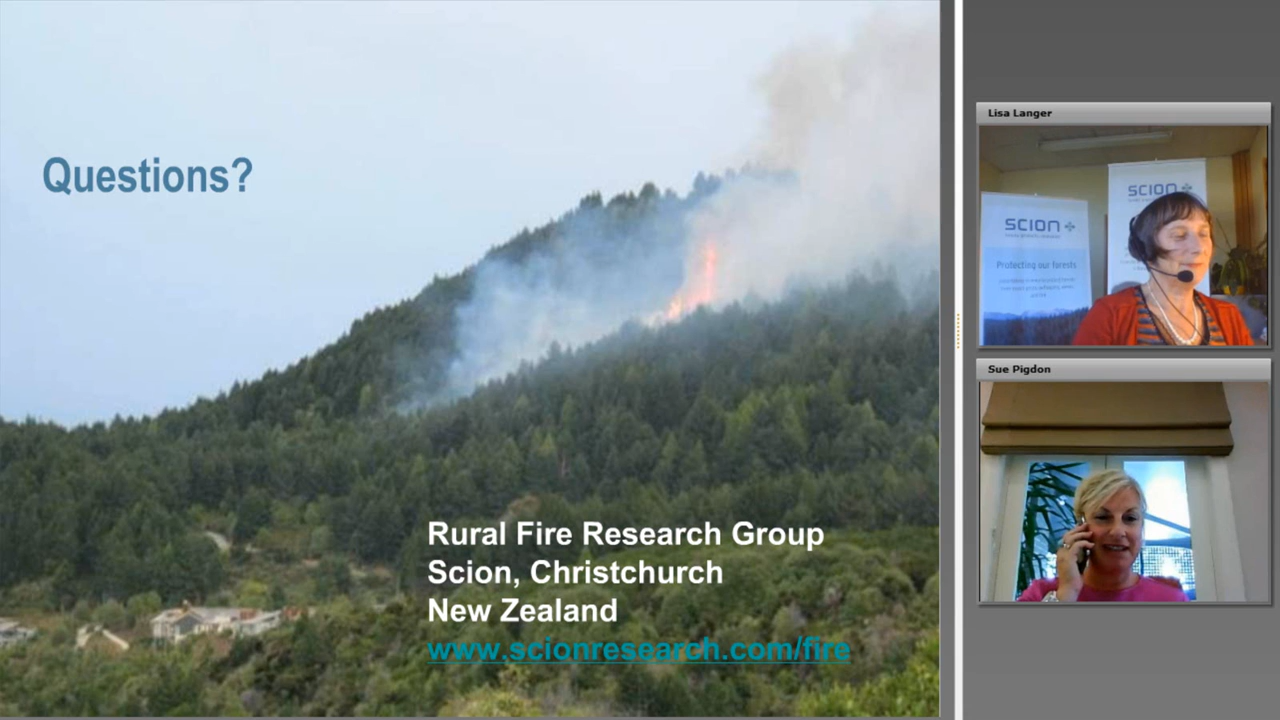 Questions?
Rural Fire Research Group
Scion, Christchurch
New Zealand
www.scionresearch.com/fire
Lisa Langer
SCION
SCION
Protecting our forests
Sue Pigdon